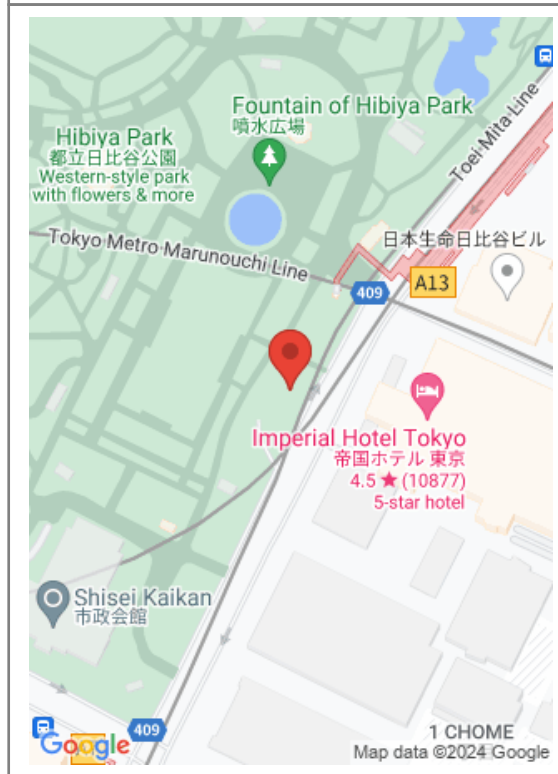 Fountain of Hibiya Park
噴水広場
Toei Mita Line
Hibiya Park
都立日比谷公園
Western-style park
with flowers & more
Tokyo Metro Marunouchi Line
日本生命日比谷ビル
409
A13
Imperial Hotel Tokyo
帝国ホテル 東京
4.5 ★ (10877)
5-star hotel
Shisei Kaikan
市政会館
409
Google
1 CHOME
Map data ©2024 Google